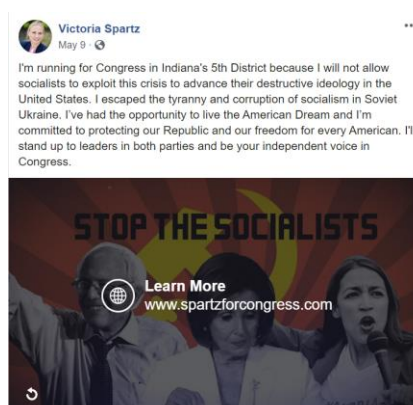 Victoria Spartz
May 9 ·
I'm running for Congress in Indiana's 5th District because I will not allow
socialists to exploit this crisis to advance their destructive ideology in the
United States. I escaped the tyranny and corruption of socialism in Soviet
Ukraine. I've had the opportunity to live the American Dream and I'm
committed to protecting our Republic and our freedom for every American. I'l
stand up to leaders in both parties and be your independent voice in
Congress.
STOP THE SOCIALISTS
Learn More
www.spartzforcongress.com